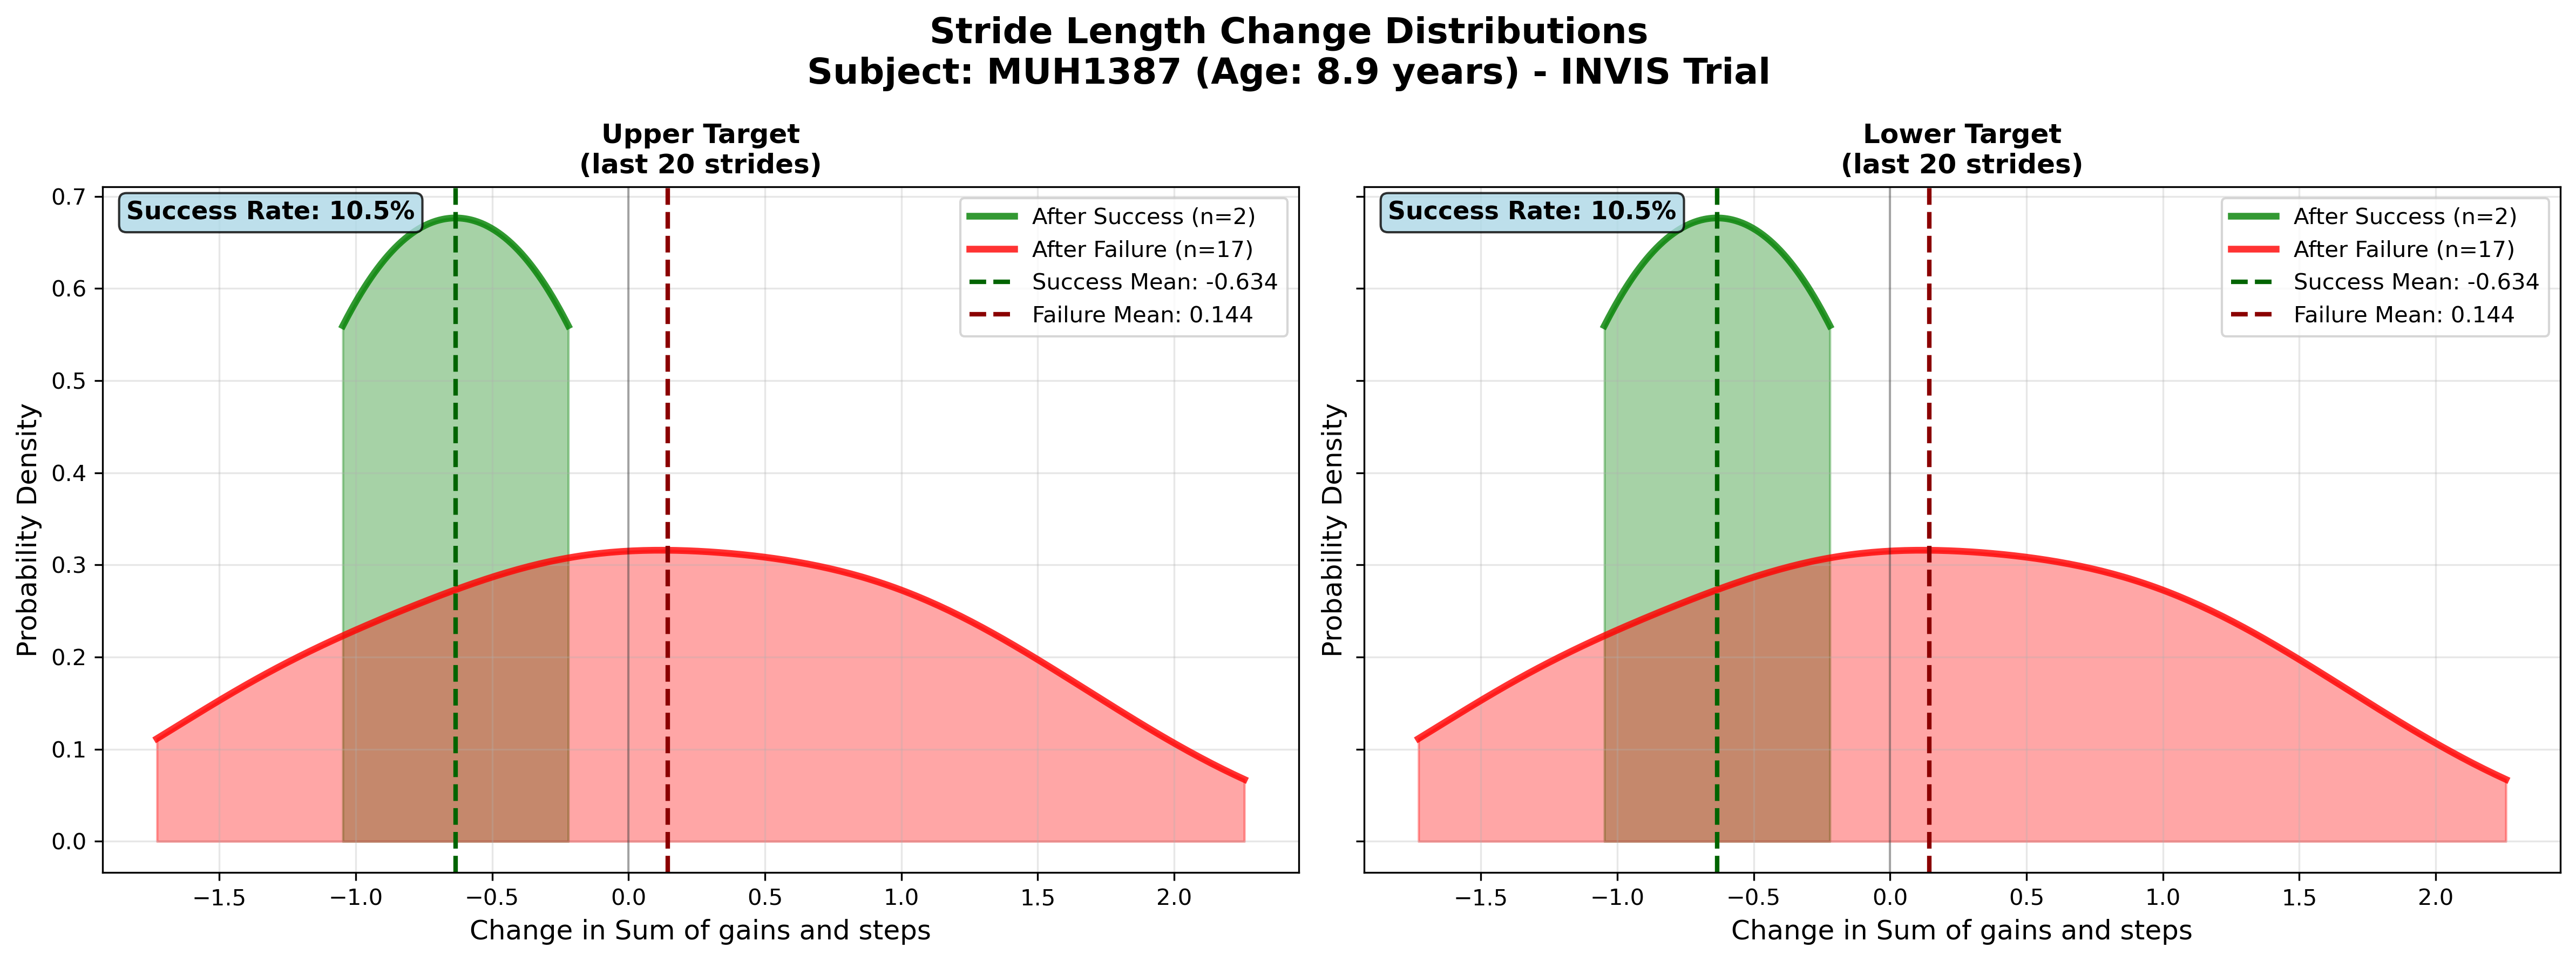 Stride Length Change Distributions
Subject: MUH1387 (Age: 8.9 years) - INVIS Trial
Upper Target
(last 20 strides)
Success Rate: 10.5%
After Success (n=2)
After Failure (n=17)
Success Mean: -0.634
Failure Mean: 0.144
0.7
0.6
0.5
0.4
0.3
0.2
0.1
0.0
Probability Density
−1.5 −1.0 −0.5 0.0 0.5 1.0 1.5 2.0
Change in Sum of gains and steps
Lower Target
(last 20 strides)
Success Rate: 10.5%
After Success (n=2)
After Failure (n=17)
Success Mean: -0.634
Failure Mean: 0.144
Probability Density
−1.5 −1.0 −0.5 0.0 0.5 1.0 1.5 2.0
Change in Sum of gains and steps